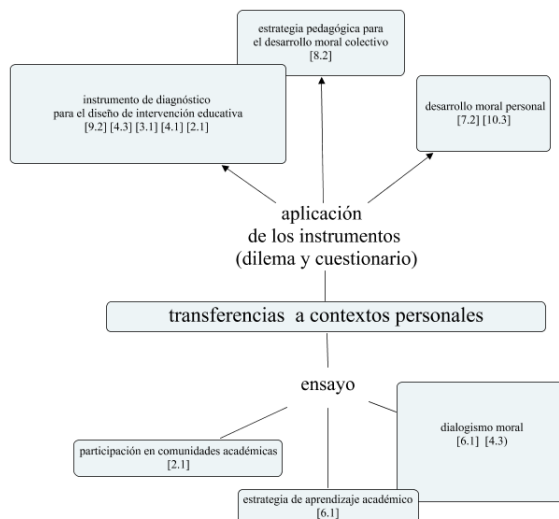 estrategia pedagógica para
el desarrollo moral colectivo
[8.2]
instrumento de diagnóstico
para el diseño de intervención educativa
[9.2] [4.3] [3.1] [4.1] [2.1]
desarrollo moral personal
[7.2] [10.3]
aplicación
de los instrumentos
(dilema y cuestionario)
transferencias a contextos personales
ensayo
dialogismo moral
[6.1] [4.3)
participación en comunidades académicas
[2.1]
estrategia de aprendizaje académico
[6.1]